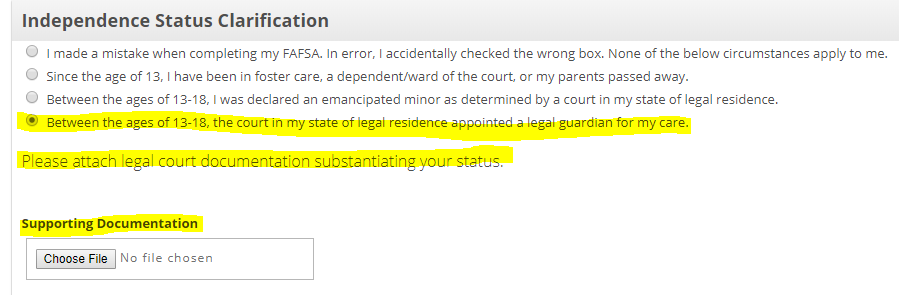 Independence Status Clarification
I made a mistake when completing my FAFSA. In error, I accidentally checked the wrong box. None of the below circumstances apply to me.
Since the age of 13, I have been in foster care, a dependent/ward of the court, or my parents passed away.
Between the ages of 13-18, I was declared an emancipated minor as determined by a court in my state of legal residence.
Between the ages of 13-18, the court in my state of legal residence appointed a legal guardian for my care.
Please attach legal court documentation substantiating your status.
Supporting Documentation
Choose File No file chosen